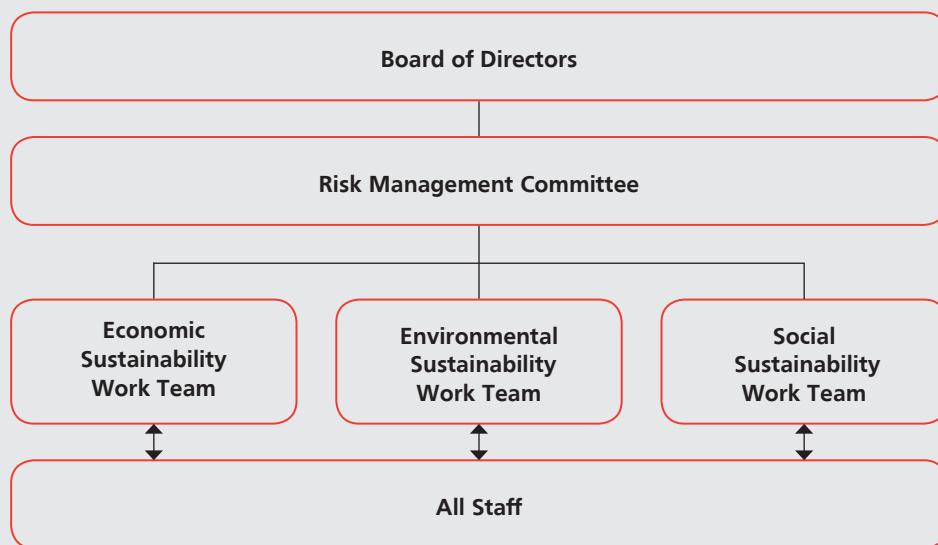 Board of Directors
Risk Management Committee
Economic
Sustainability
Work Team
Environmental
Sustainability
Work Team
Social
Sustainability
Work Team
All Staff